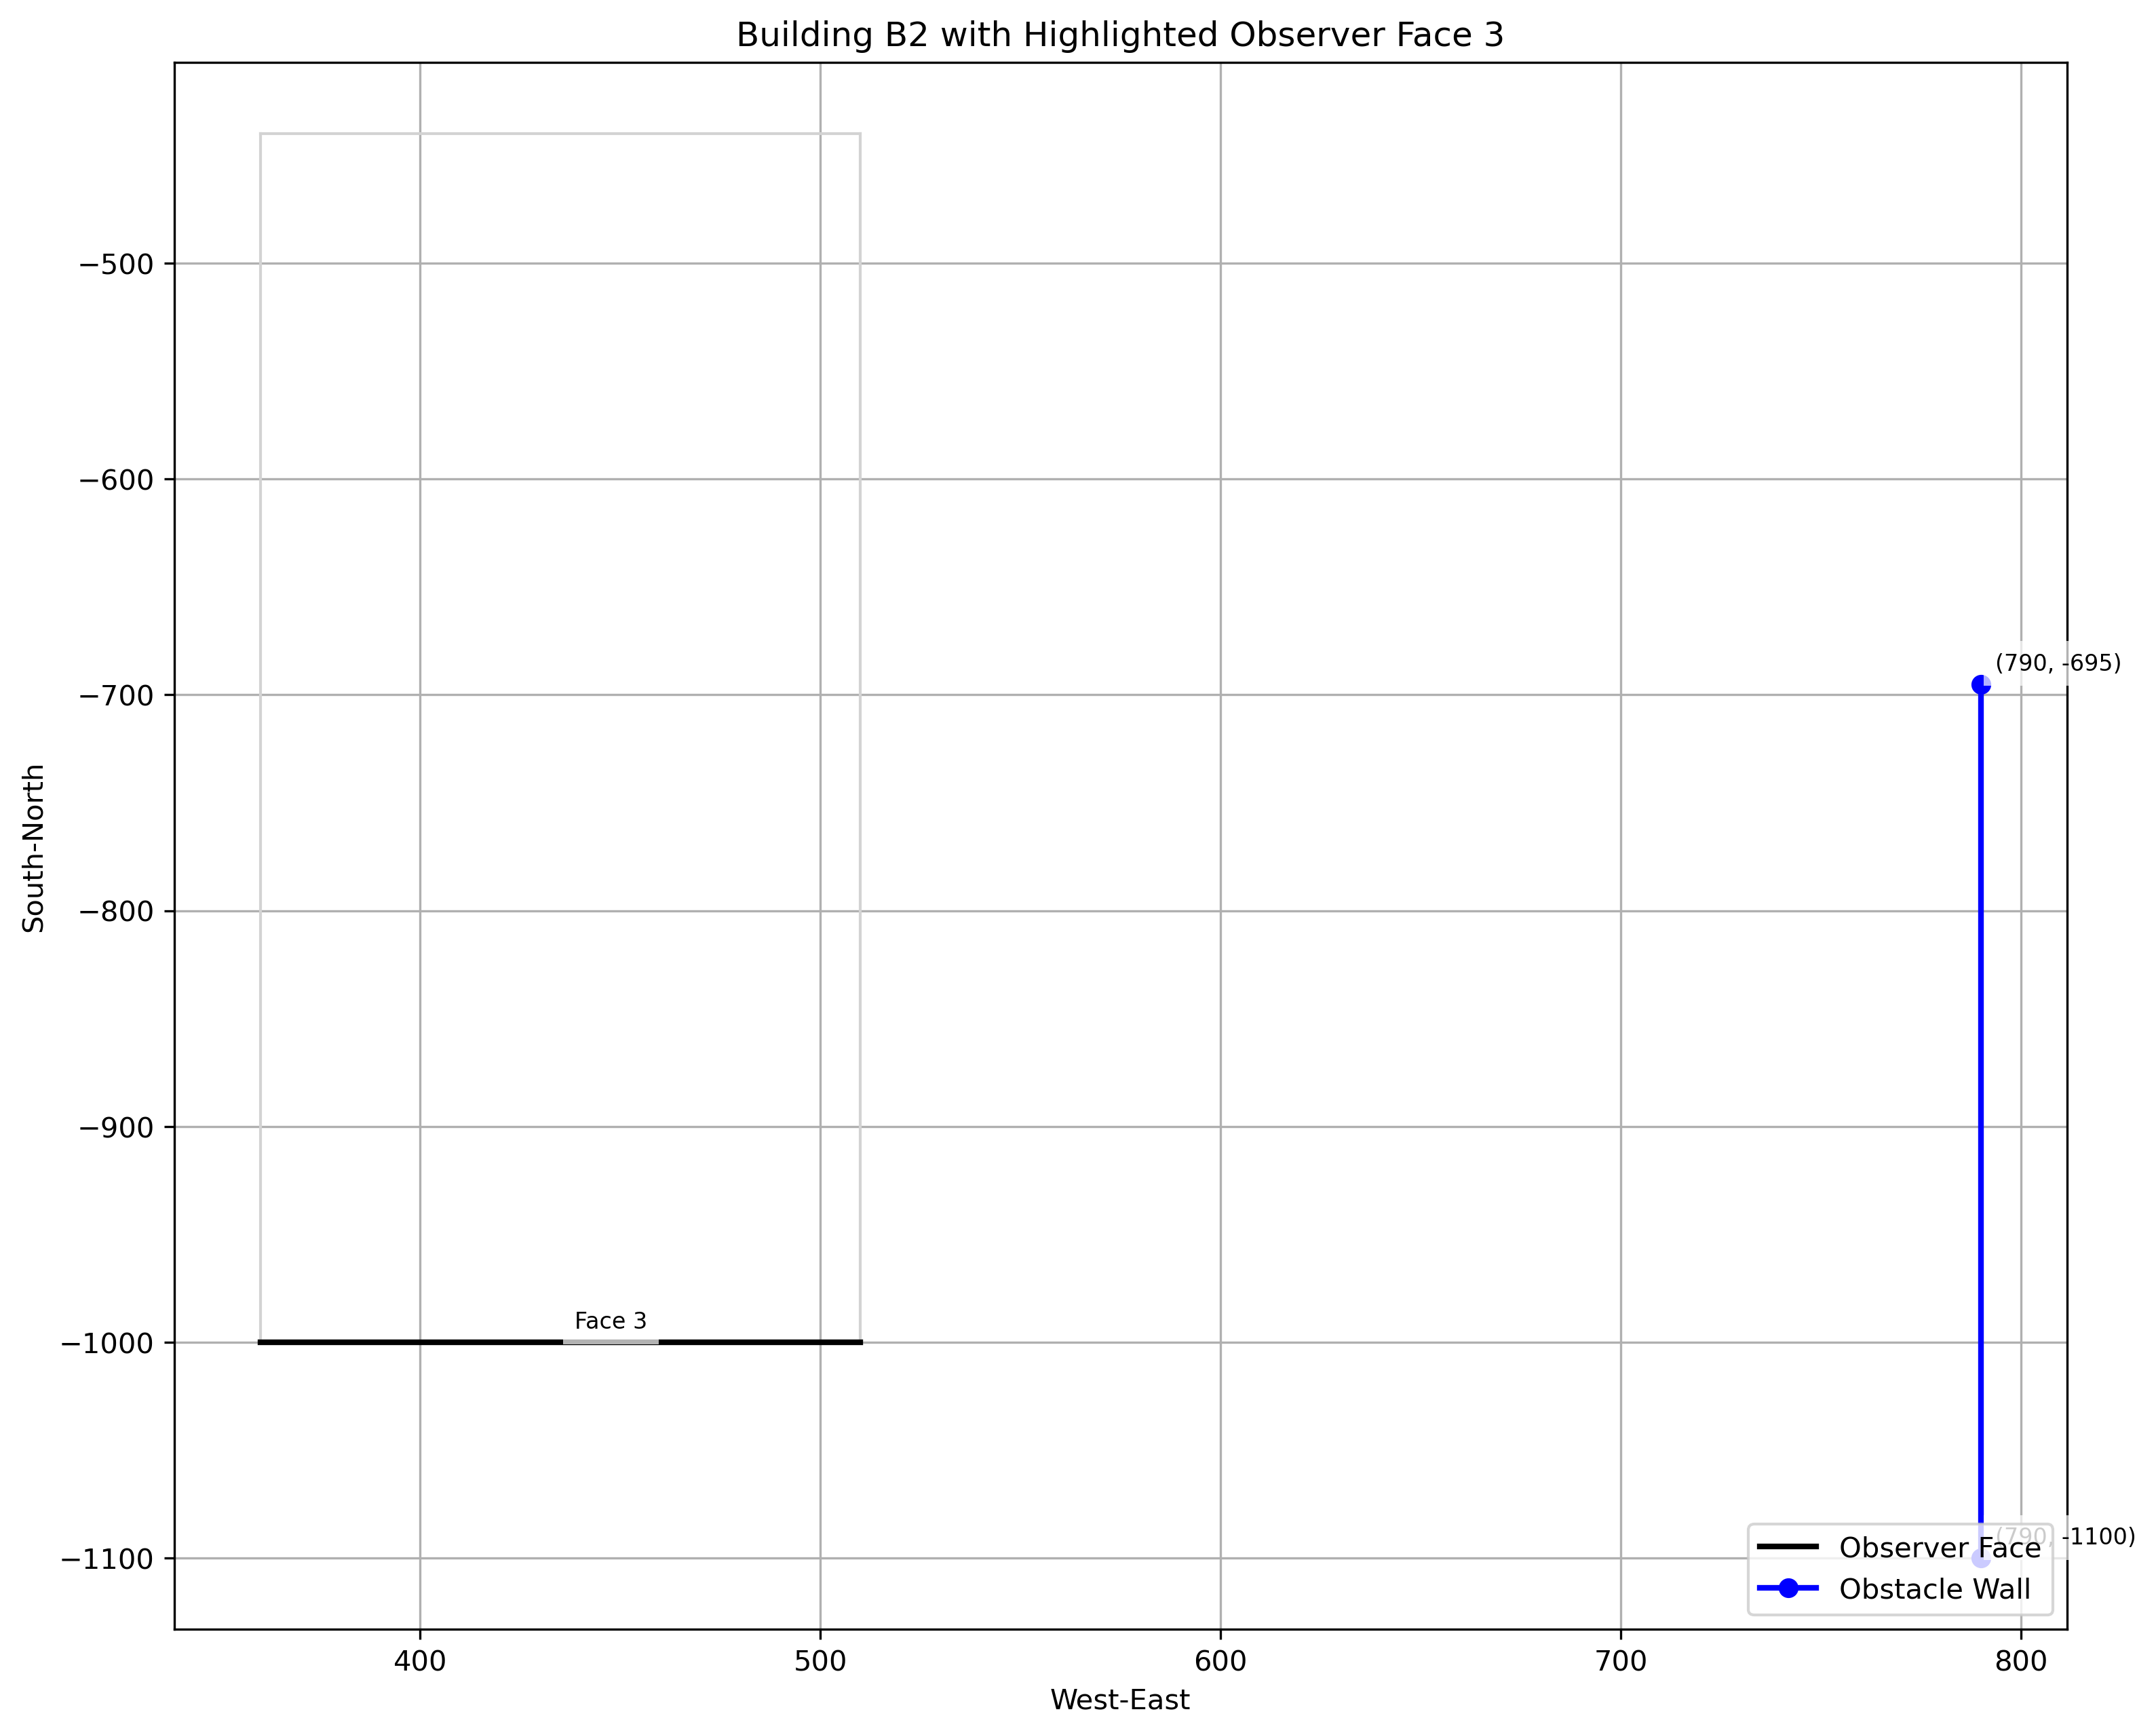 Building B2 with Highlighted Observer Face 3
South-North
−500
−600
−700
−800
−900
−1000
−1100
(790, -695)
Face 3
(790, -1100)
Observer Face
Obstacle Wall
400
500
600
700
800
West-East